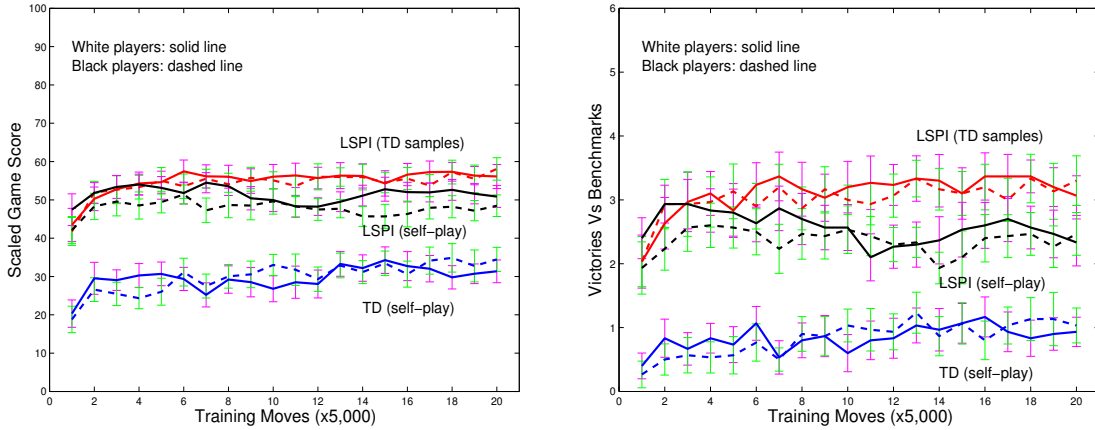 100
90
80
70
60
50
40
30
20
10
0
Scaled Game Score
White players: solid line
Black players: dashed line
LSPI (TD samples)
LSPI (self−play)
TD (self−play)
0 2 4 6 8 10 12 14 16 18 20
Training Moves (x5,000)
6
5
4
3
2
1
0
Victories Vs Benchmarks
White players: solid line
Black players: dashed line
LSPI (TD samples)
LSPI (self−play)
TD (self−play)
0 2 4 6 8 10 12 14 16 18 20
Training Moves (x5,000)